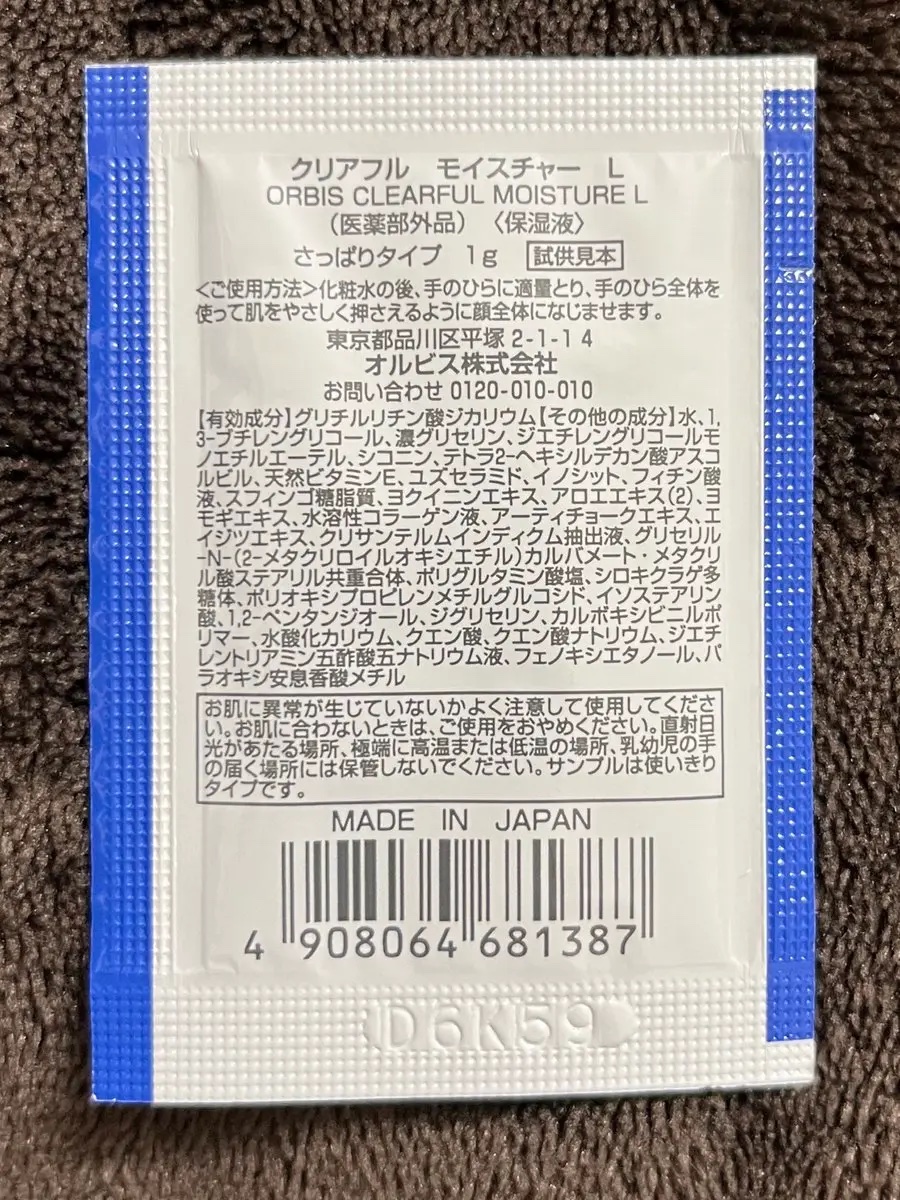 クリアフル モイスチャー L
ORBIS CLEARFUL MOISTURE L
（医薬部外品）〈保湿液〉
さっぱりタイプ 1g 試供見本
<ご使用方法>化粧水の後、手のひらに適量とり、手のひら全体を
使って肌をやさしく押さえるように顔全体になじませます。
東京都品川区平塚2-1-14
オルビス株式会社
お問い合わせ 0120-010-010
【有効成分】グリチルリチン酸ジカリウム【その他の成分】水、1,
3-ブチレングリコール、濃グリセリン、ジエチレングリコールモ
ノエチルエーテル、シコニン、テトラ2-ヘキシルデカン酸アスコ
ルビル、天然ビタミンE、ユズセラミド、イノシット、フィチン酸
液、スフィンゴ糖脂質、ヨクイニンエキス、アロエエキス(2)、ヨ
モギエキス、水溶性コラーゲン液、アーティチョークエキス、エ
イジツエキス、クリサンテルムインディクム抽出液、グリセリル
-N-(2-メタクリロイルオキシエチル)カルバメート・メタクリ
ル酸ステアリル共重合体、ポリグルタミン酸塩、シロキクラゲ多
糖体、ポリオキシプロピレンメチルグルコシド、イソステアリン
酸、1,2-ペンタンジオール、ジグリセリン、カルボキシビニルポ
リマー、水酸化カリウム、クエン酸、クエン酸ナトリウム、ジエチ
レントリアミン五酢酸五ナトリウム液、フェノキシエタノール、パ
ラオキシ安息香酸メチル
お肌に異常が生じていないかよく注意して使用してくださ
い。お肌に合わないときは、ご使用をおやめください。直射日
光があたる場所、極端に高温または低温の場所、乳幼児の手
の届く場所には保管しないでください。サンプルは使いきり
タイプです。
MADE IN JAPAN
4 908064 681387
D6K59